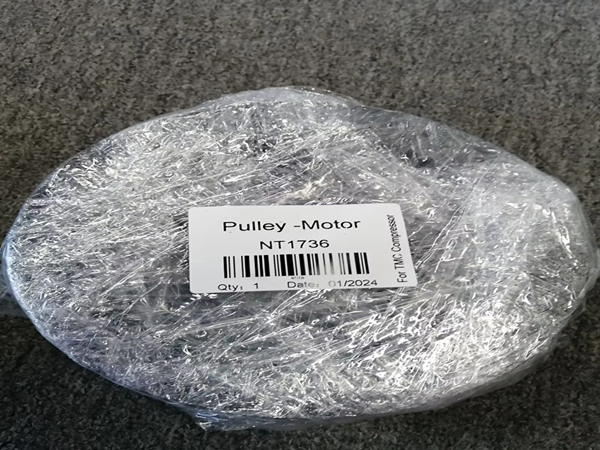 Pulley -Motor
NT1736
Qty: 1 Date: 01/2024
For TMC Compressor